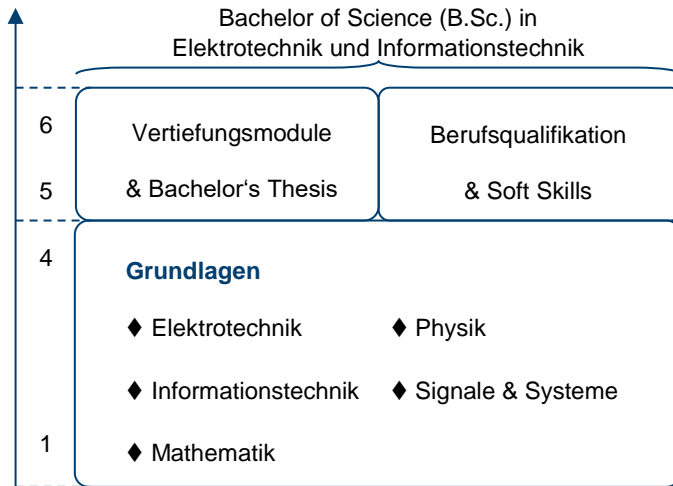 Bachelor of Science (B.Sc.) in
Elektrotechnik und Informationstechnik
6
Vertiefungsmodule
Berufsqualifikation
5
& Bachelor‘s Thesis
& Soft Skills
4
Grundlagen
♦ Elektrotechnik
♦ Physik
♦ Informationstechnik
♦ Signale & Systeme
1
♦ Mathematik